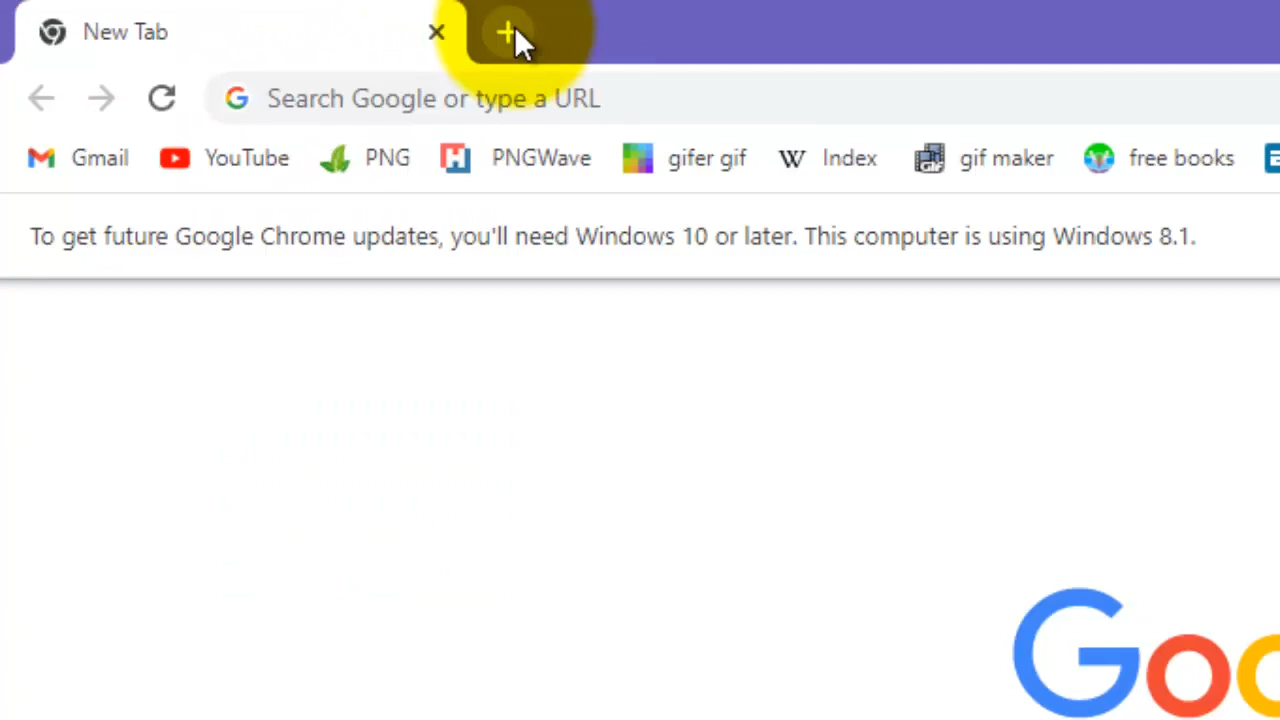 New Tab
Search Google or type a URL
Gmail YouTube PNG PNGWave gifer gif Index gif maker free books
To get future Google Chrome updates, you'll need Windows 10 or later. This computer is using Windows 8.1.
Goo